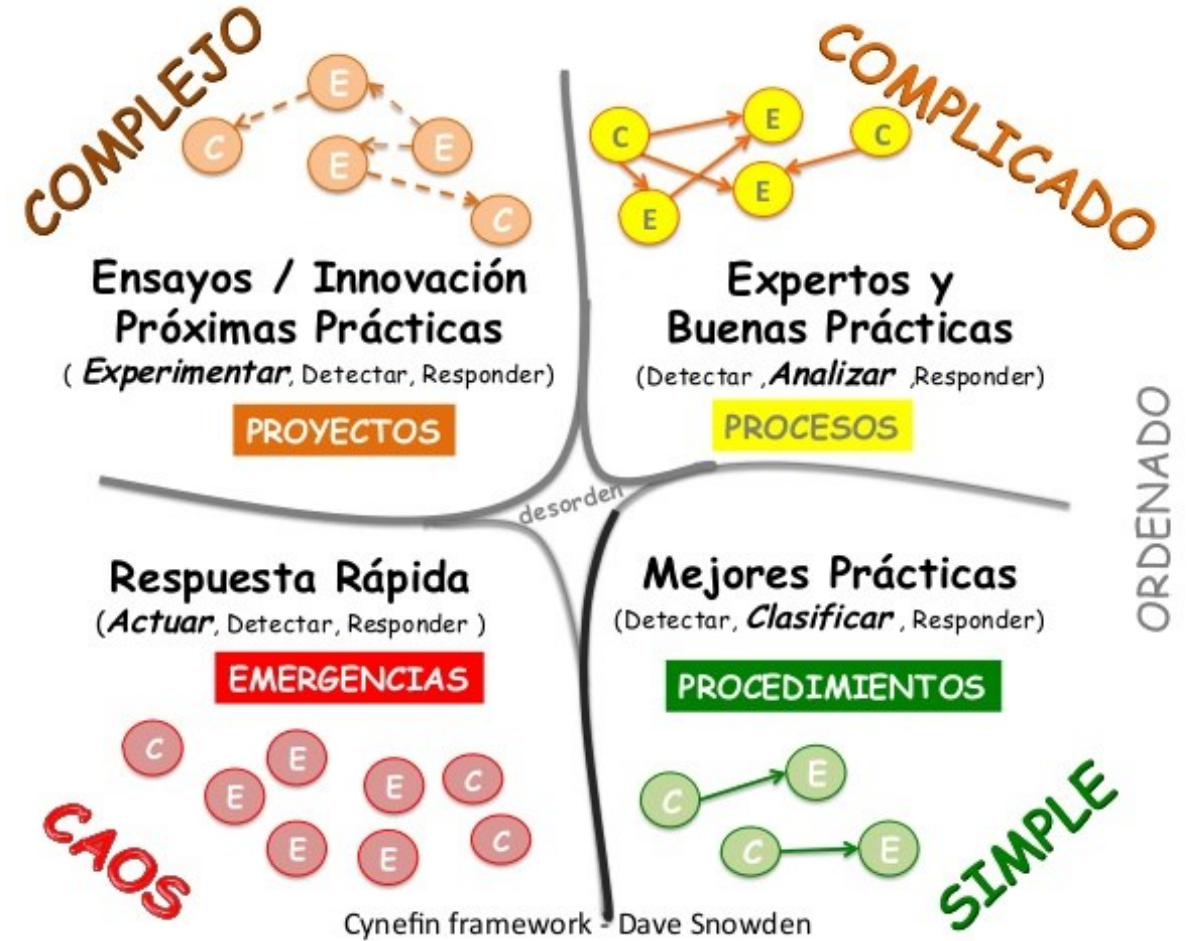 COMPLEJO
E
C
E
E
C
Ensayos / Innovación
Próximas Prácticas
( Experimentar, Detectar, Responder)
PROYECTOS
COMPLICADO
C
E
C
E
E
Expertos y
Buenas Prácticas
(Detectar ,Analizar ,Responder)
PROCESOS
ORDENADO
desorden
Respuesta Rápida
(Actuar, Detectar, Responder )
EMERGENCIAS
C
E
E
E
C
E
E
C
CAOS
Mejores Prácticas
(Detectar, Clasificar , Responder)
PROCEDIMIENTOS
C
E
C
E
SIMPLE
Cynefin framework - Dave Snowden